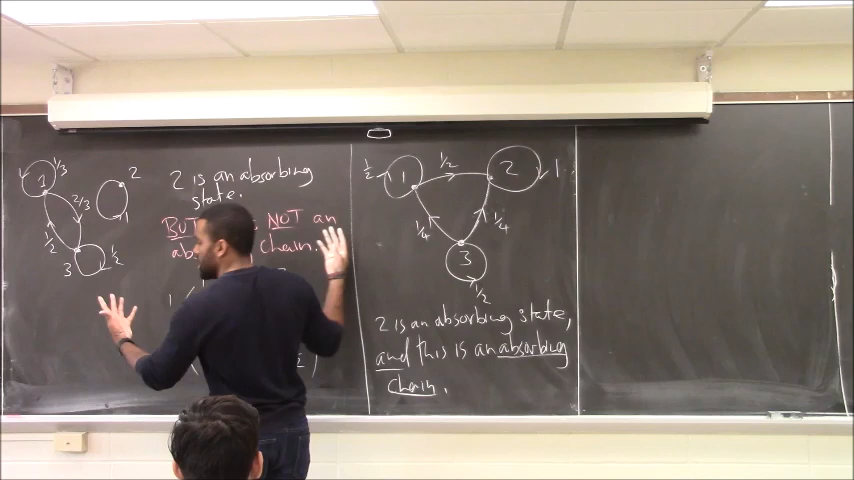 1/3
1
2
2/3
1
1/2
3
1/2
2 is an absorbing
state.
BUT NOT an
chain.
1/2
1
1/2
2
1
1/4
1/4
3
1/2
2 is an absorbing state,
and this is an absorbing
chain.